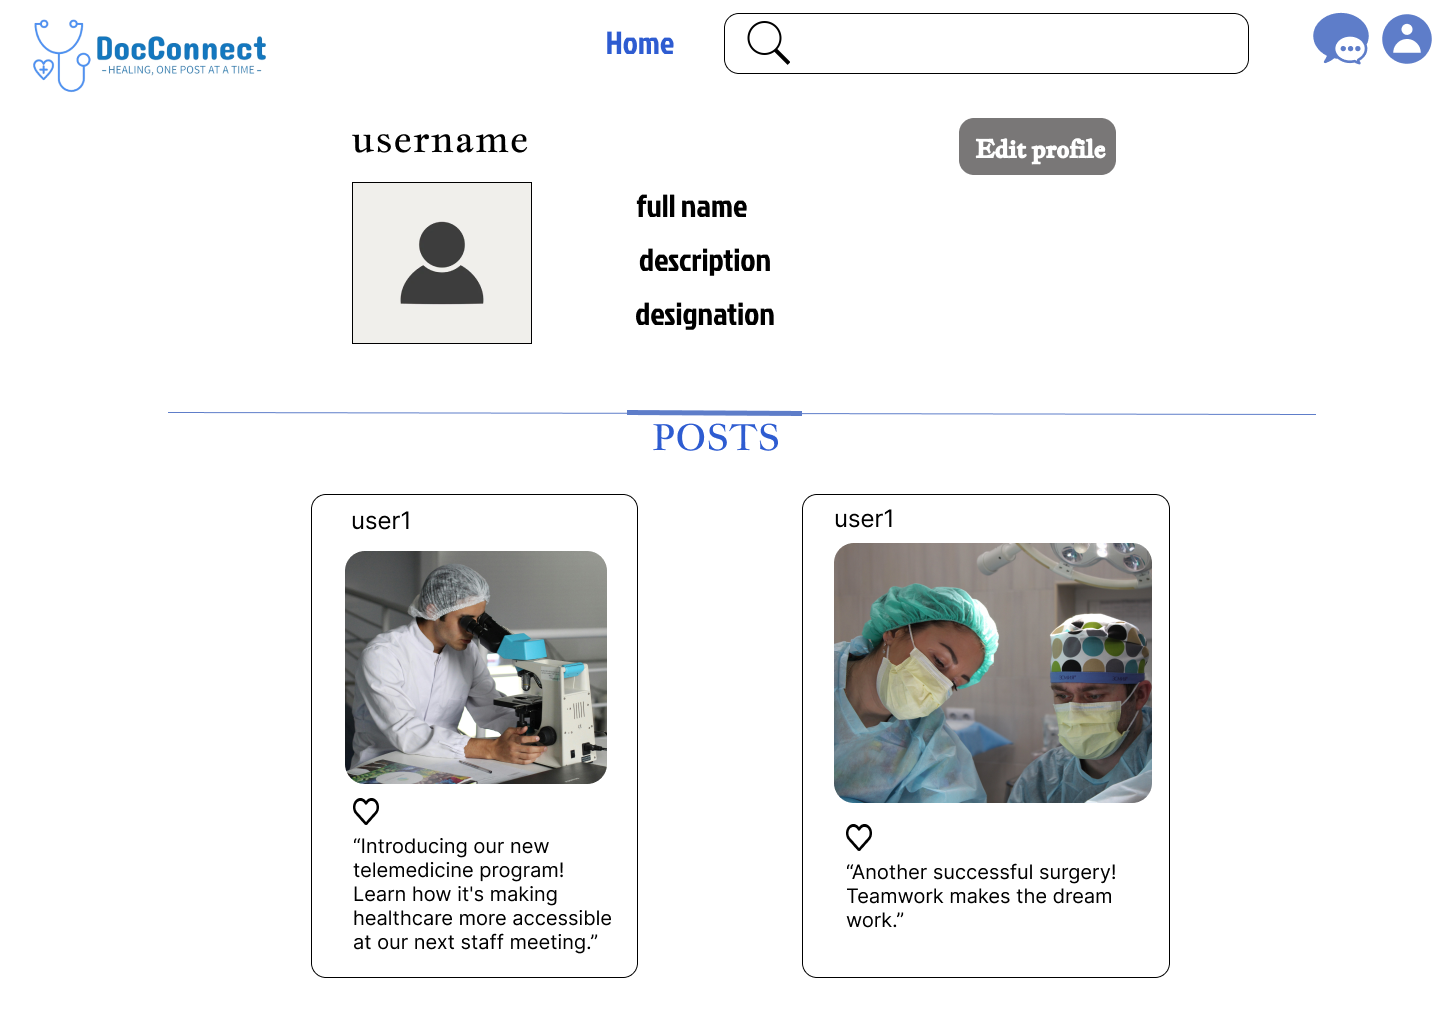 DocConnect
-HEALING, ONE POST AT A TIME-
Home
username
Edit profile
full name
description
designation
POSTS
user1
“Introducing our new
telemedicine program!
Learn how it's making
healthcare more accessible
at our next staff meeting.”
user1
“Another successful surgery!
Teamwork makes the dream
work.”